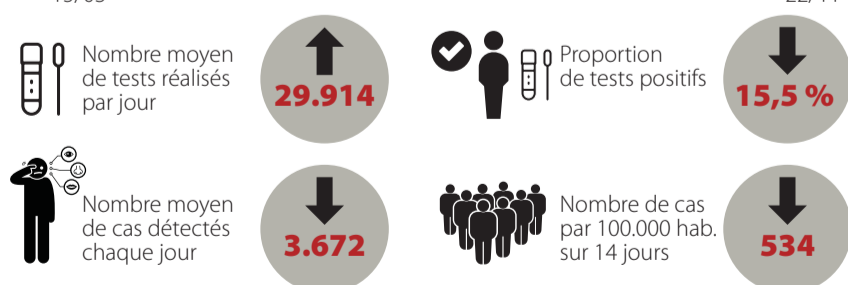 Nombre moyen
de tests réalisés
par jour
29.914
Proportion
de tests positifs
15,5 %
Nombre moyen
de cas détectés
chaque jour
3.672
Nombre de cas
par 100.000 hab.
sur 14 jours
534